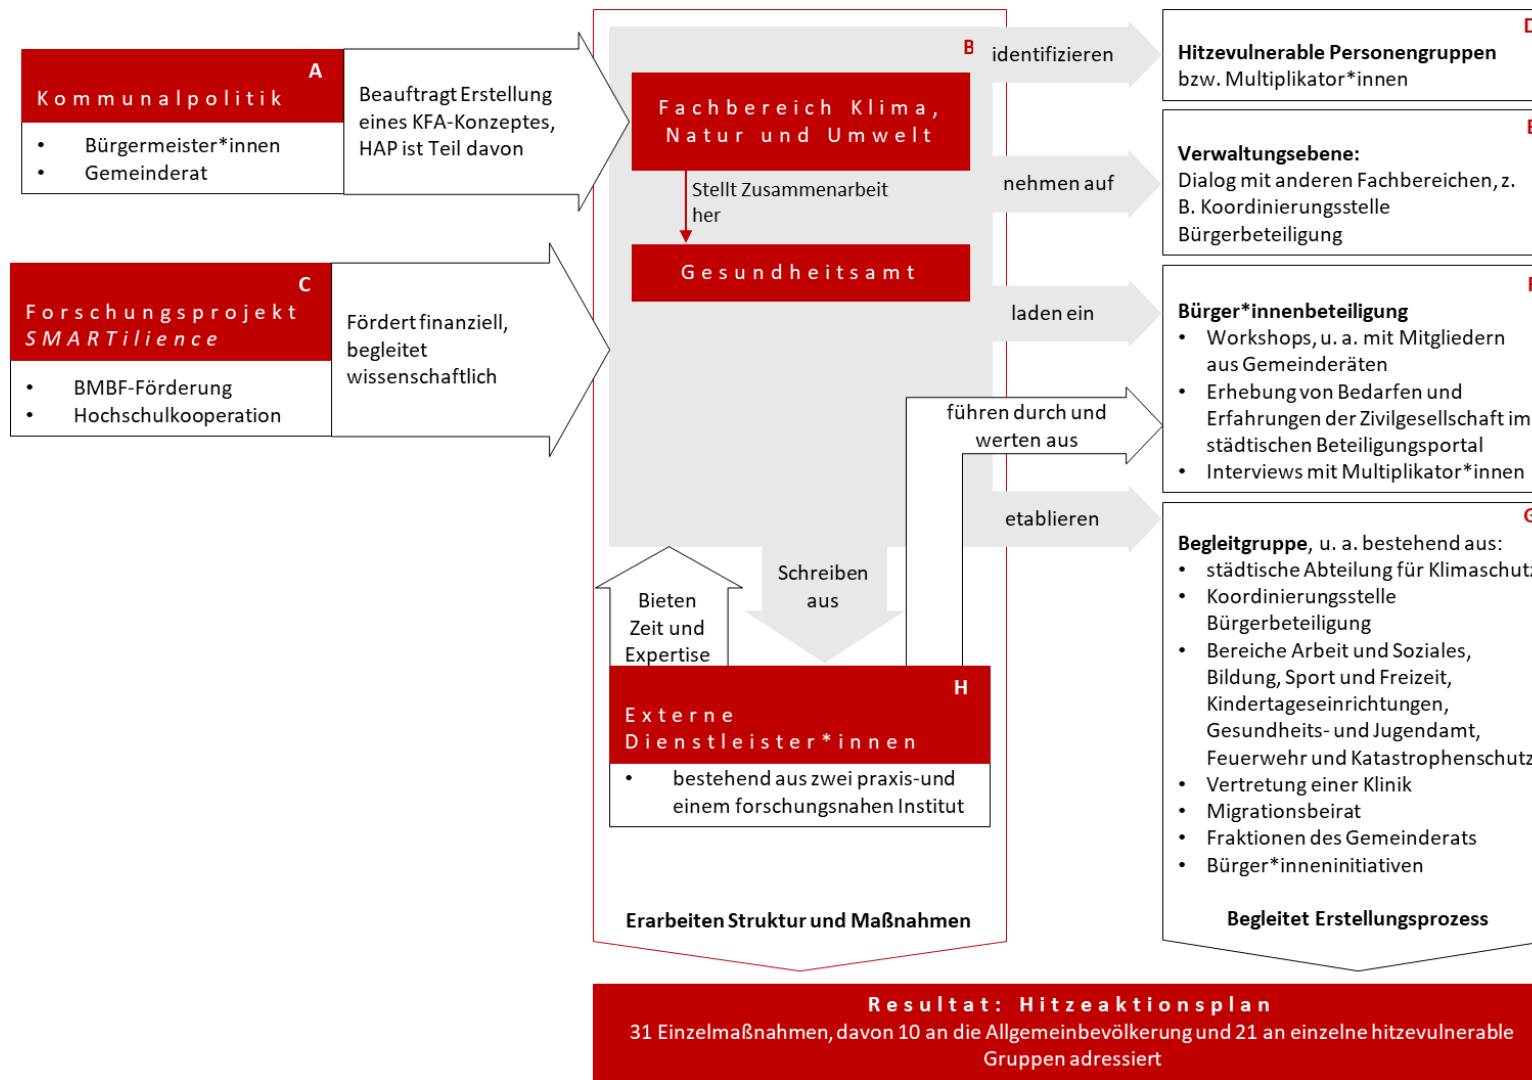 A
Kommunalpolitik
• Bürgermeister*innen
• Gemeinderat
Beauftragt Erstellung
eines KFA-Konzeptes,
HAP ist Teil davon
C
Forschungsprojekt
SMARTilience
• BMBF-Förderung
• Hochschulkooperation
Fördert finanziell,
begleitet
wissenschaftlich
B
Fachbereich Klima,
Natur und Umwelt
Stellt Zusammenarbeit
her
Gesundheitsamt
identifizieren
nehmen auf
laden ein
führen durch und
werten aus
etablieren
Schreiben
aus
Bieten
Zeit und
Expertise
H
Externe
Dienstleister*innen
• bestehend aus zwei praxis-und
einem forschungsnahen Institut
Erarbeiten Struktur und Maßnahmen
D
Hitzevulnerable Personengruppen
bzw. Multiplikator*innen
E
Verwaltungsebene:
Dialog mit anderen Fachbereichen, z.
B. Koordinierungsstelle
Bürgerbeteiligung
F
Bürger*innenbeteiligung
• Workshops, u. a. mit Mitgliedern
aus Gemeinderäten
• Erhebung von Bedarfen und
Erfahrungen der Zivilgesellschaft im
städtischen Beteiligungsportal
• Interviews mit Multiplikator*innen
G
Begleitgruppe, u. a. bestehend aus:
• städtische Abteilung für Klimaschutz
• Koordinierungsstelle
Bürgerbeteiligung
• Bereiche Arbeit und Soziales,
Bildung, Sport und Freizeit,
Kindertageseinrichtungen,
Gesundheits- und Jugendamt,
Feuerwehr und Katastrophenschutz
• Vertretung einer Klinik
• Migrationsbeirat
• Fraktionen des Gemeinderats
• Bürger*inneninitiativen
Begleitet Erstellungsprozess
Resultat: Hitzeaktionsplan
31 Einzelmaßnahmen, davon 10 an die Allgemeinbevölkerung und 21 an einzelne hitzevulnerable
Gruppen adressiert